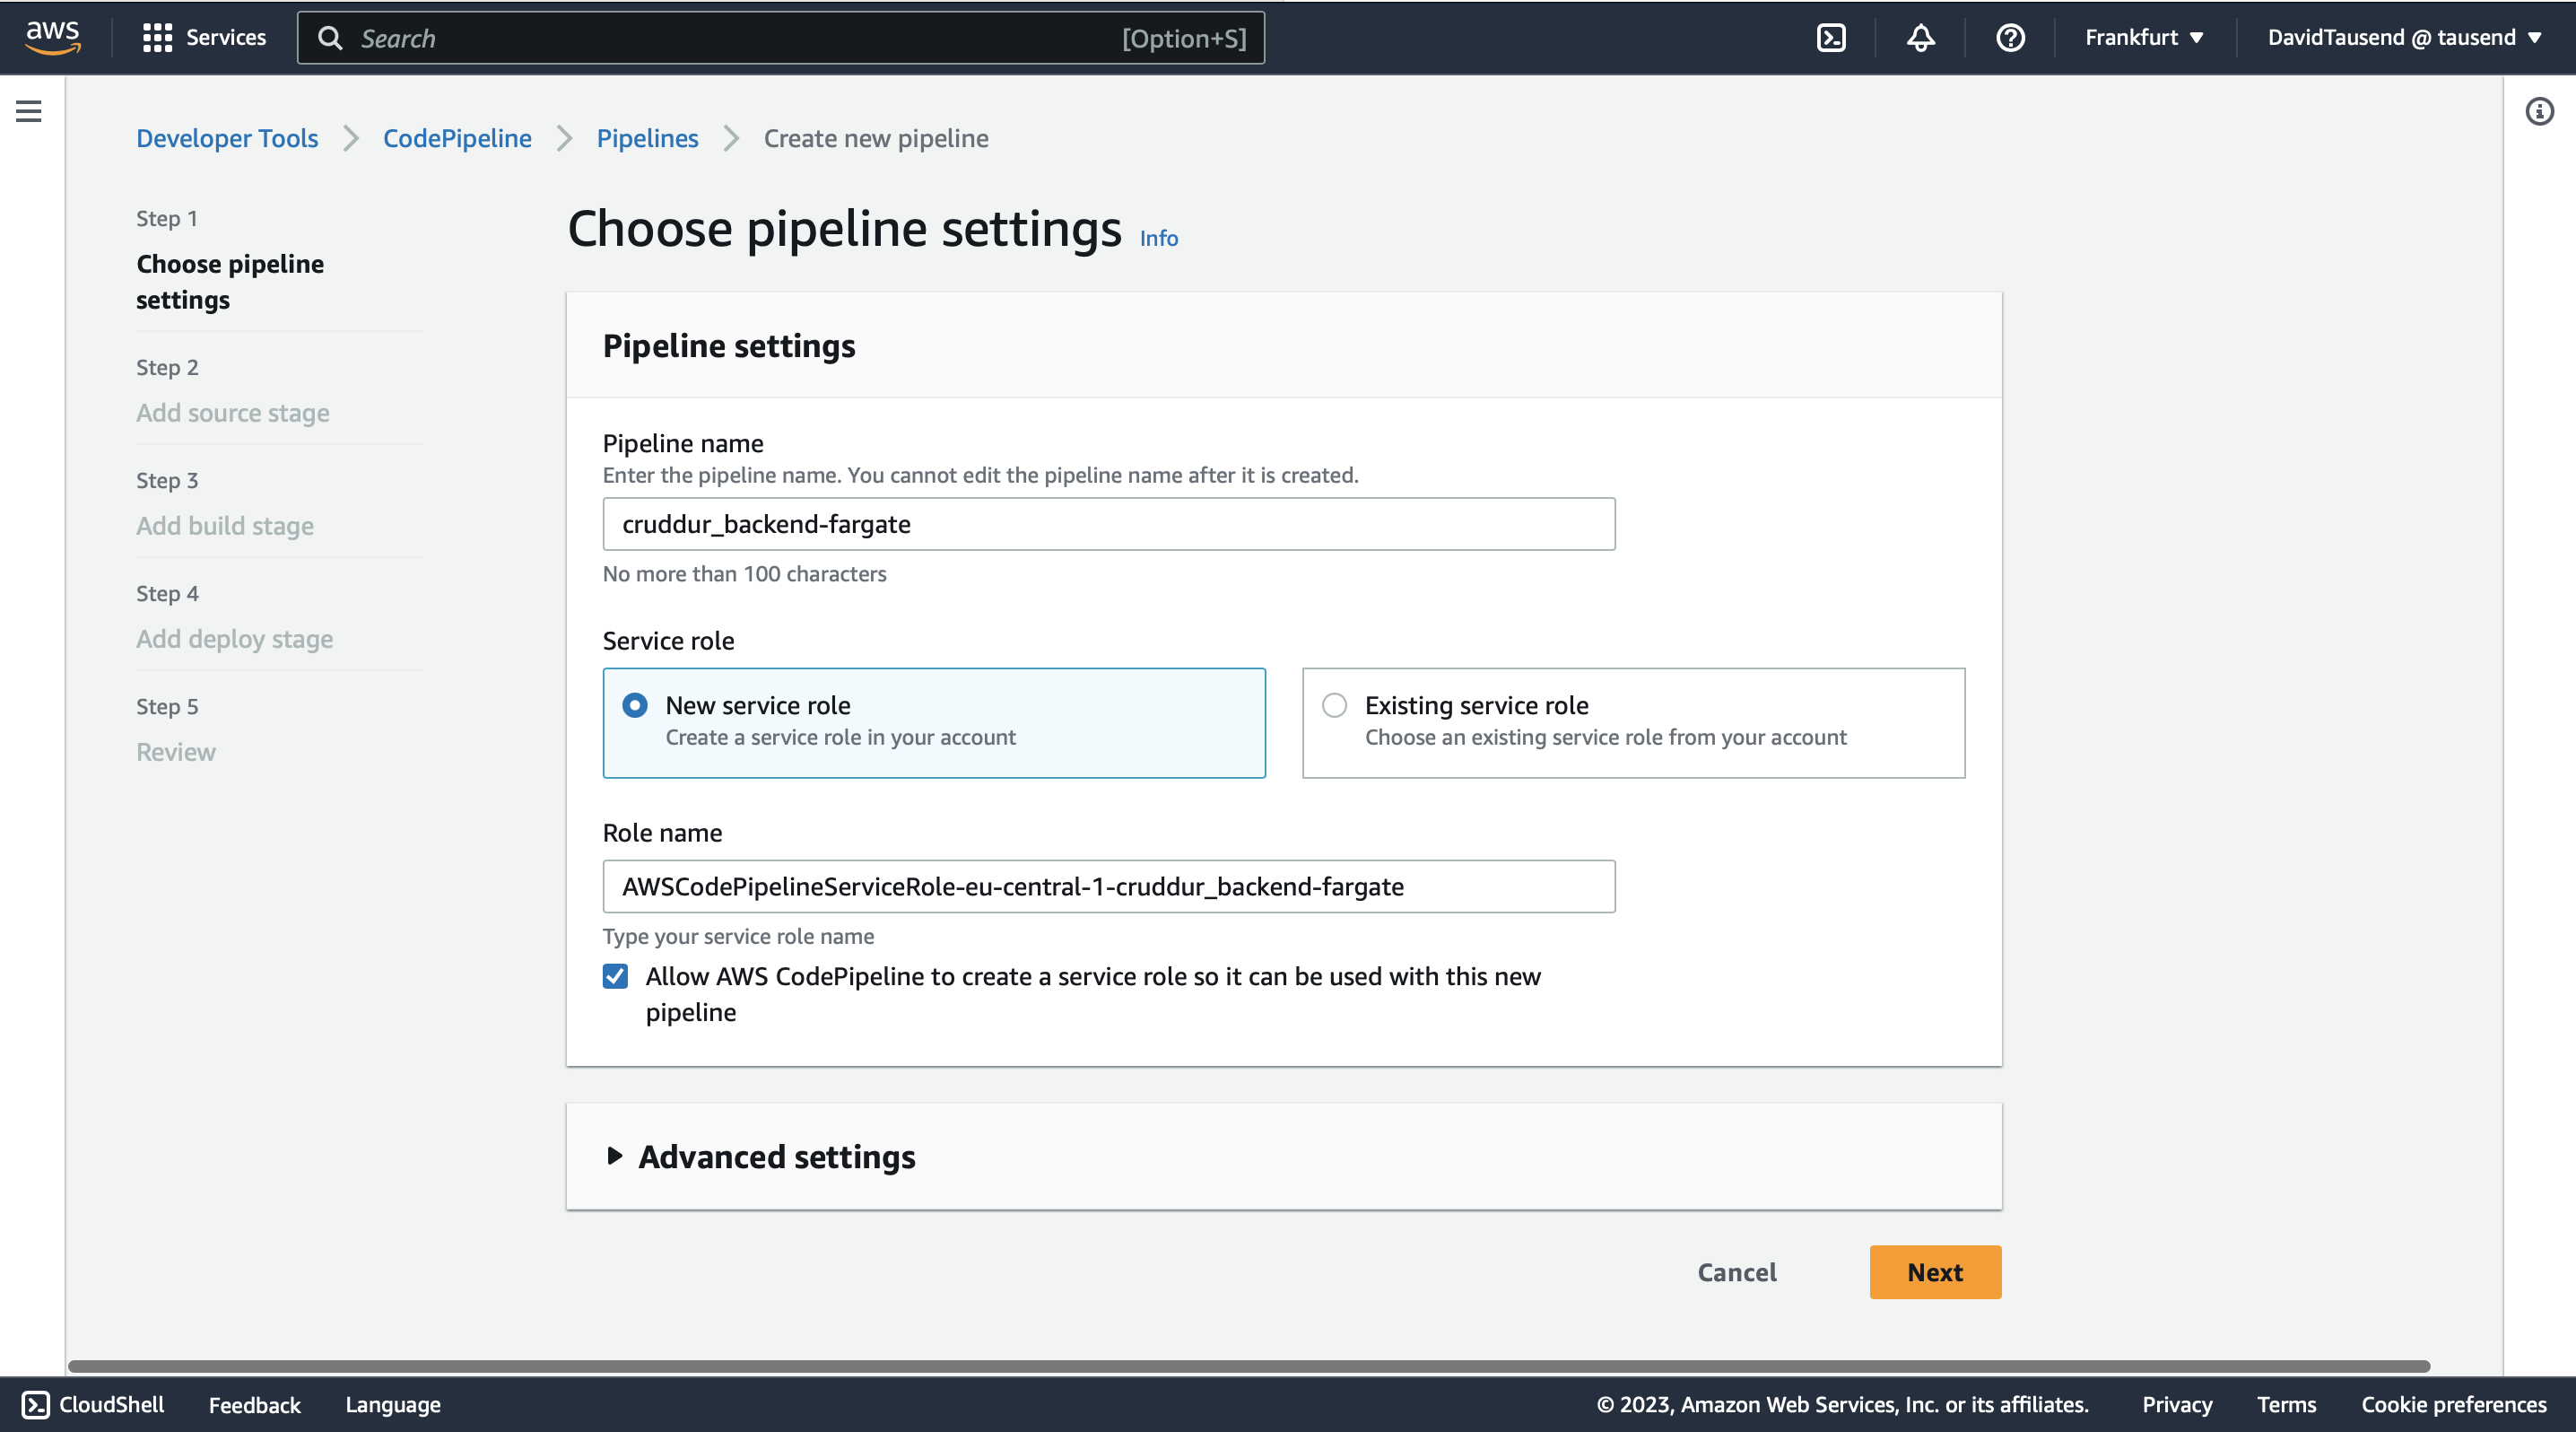 aws
Services
Search
[Option+S]
Frankfurt
DavidTausend @ tausend
Developer Tools
CodePipeline
Pipelines
Create new pipeline
Step 1
Choose pipeline
settings
Step 2
Add source stage
Step 3
Add build stage
Step 4
Add deploy stage
Step 5
Review
Choose pipeline settings Info
Pipeline settings
Pipeline name
Enter the pipeline name. You cannot edit the pipeline name after it is created.
cruddur_backend-fargate
No more than 100 characters
Service role
New service role
Create a service role in your account
Existing service role
Choose an existing service role from your account
Role name
AWSCodePipelineServiceRole-eu-central-1-cruddur_backend-fargate
Type your service role name
Allow AWS CodePipeline to create a service role so it can be used with this new
pipeline
Advanced settings
Cancel
Next
CloudShell
Feedback
Language
© 2023, Amazon Web Services, Inc. or its affiliates.
Privacy
Terms
Cookie preferences